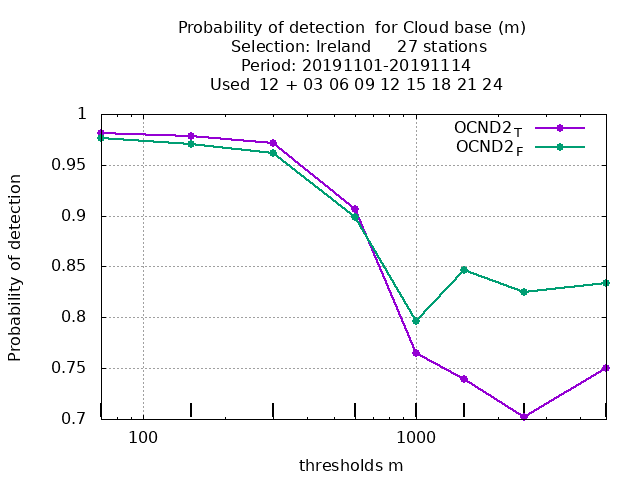 Probability of detection  for Cloud base (m)
Selection: Ireland     27 stations
Period: 20191101-20191114
Used  12 + 03 06 09 12 15 18 21 24
OCND2T
OCND2F
Probability of detection
1
0.95
0.9
0.85
0.8
0.75
0.7
100
1000
thresholds m